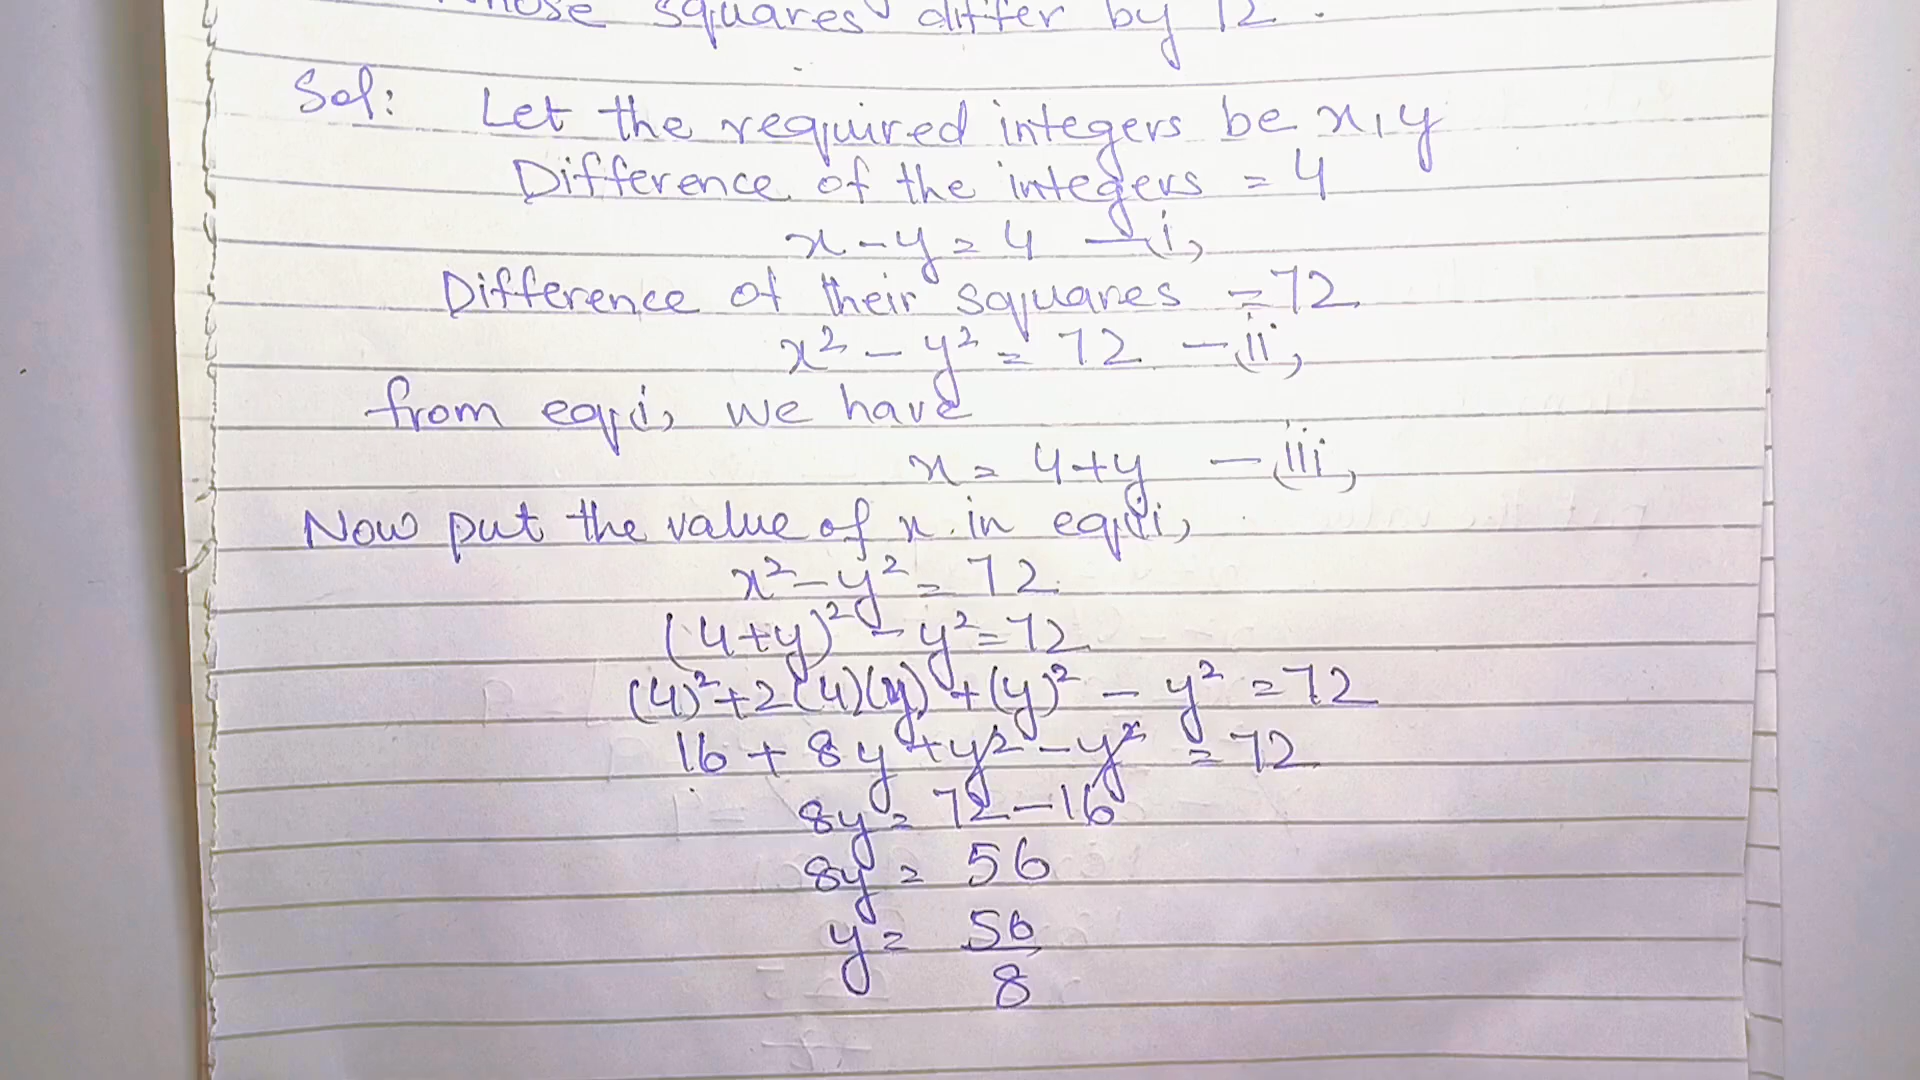 squares differ by 12.
Sol: Let the required integers be x, y
Difference of the integers = 4
x - y = 4 — i,
Difference of their squares = 72
x² - y² = 72 — ii,
from eq i, we have
x = 4+y — iii,
Now put the value of x in eq ii,
x² - y² = 72
(4+y)² - y² = 72
(4)² + 2(4)(y) + (y)² - y² = 72
16 + 8y + y² - y² = 72
8y = 72 - 16
8y = 56
y = 56/8